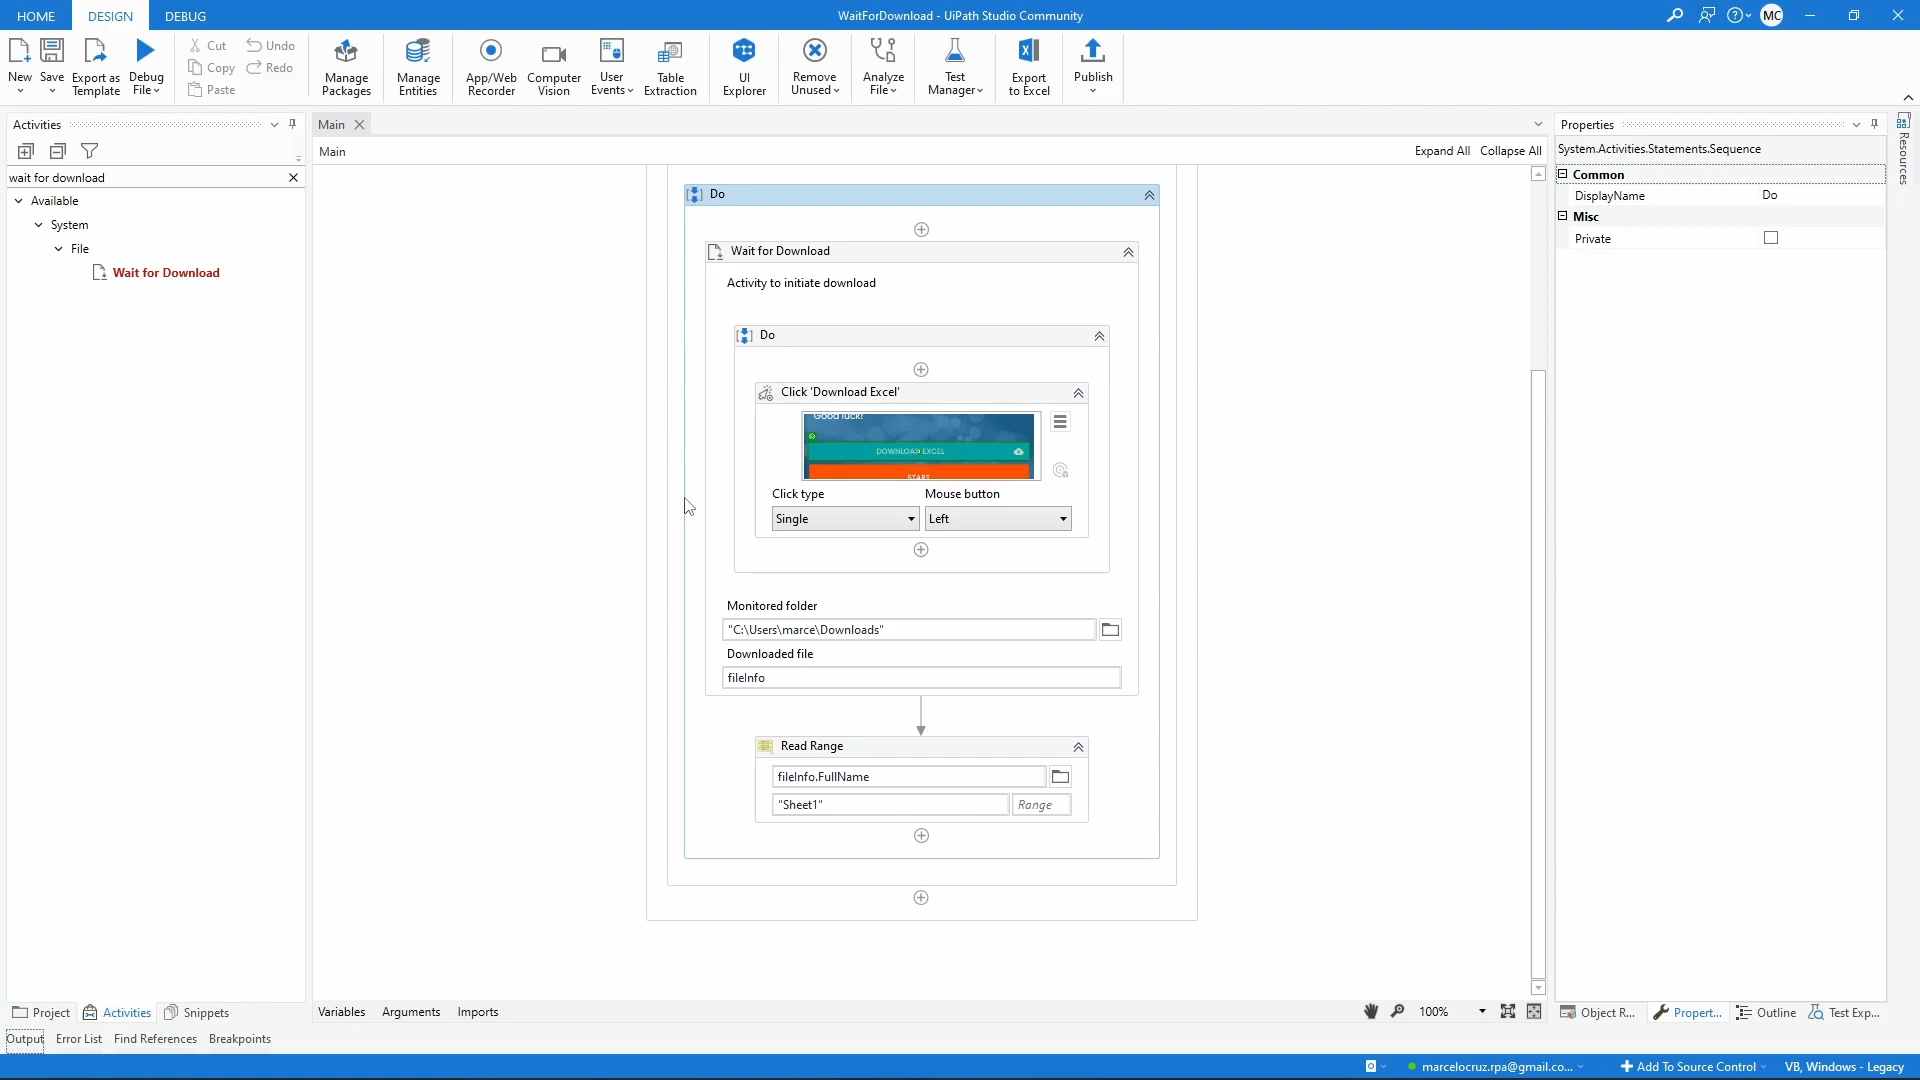 HOME DESIGN DEBUG
WaitForDownload - UiPath Studio Community
MC
New Save Export as Template Debug File
Cut Undo
Copy Redo
Paste
Manage Packages
Manage Entities
App/Web Recorder
Computer Vision
User Events
Table Extraction
UI Explorer
Remove Unused
Analyze File
Test Manager
Export to Excel
Publish
Activities
wait for download
Available
System
File
Wait for Download
Main
Main
Expand All Collapse All
Do
Wait for Download
Activity to initiate download
Do
Click 'Download Excel'
Good luck!
DOWNLOAD EXCEL
START
Click type Mouse button
Single Left
Monitored folder
"C:\Users\marce\Downloads"
Downloaded file
fileInfo
Read Range
fileInfo.FullName
"Sheet1" Range
Properties
System.Activities.Statements.Sequence
Common
DisplayName Do
Misc
Private
Resources
Project Activities Snippets
Variables Arguments Imports
100%
Object R... Propert... Outline Test Exp...
Output Error List Find References Breakpoints
marcelocruz.rpa@gmail.co... Add To Source Control VB, Windows - Legacy